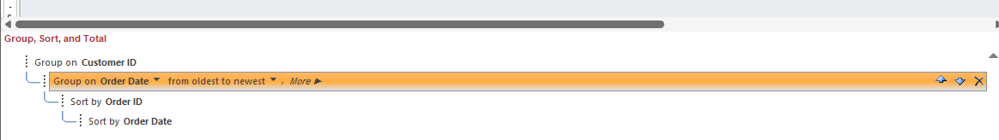 Group, Sort, and Total
Group on Customer ID
Group on Order Date from oldest to newest , More
Sort by Order ID
Sort by Order Date